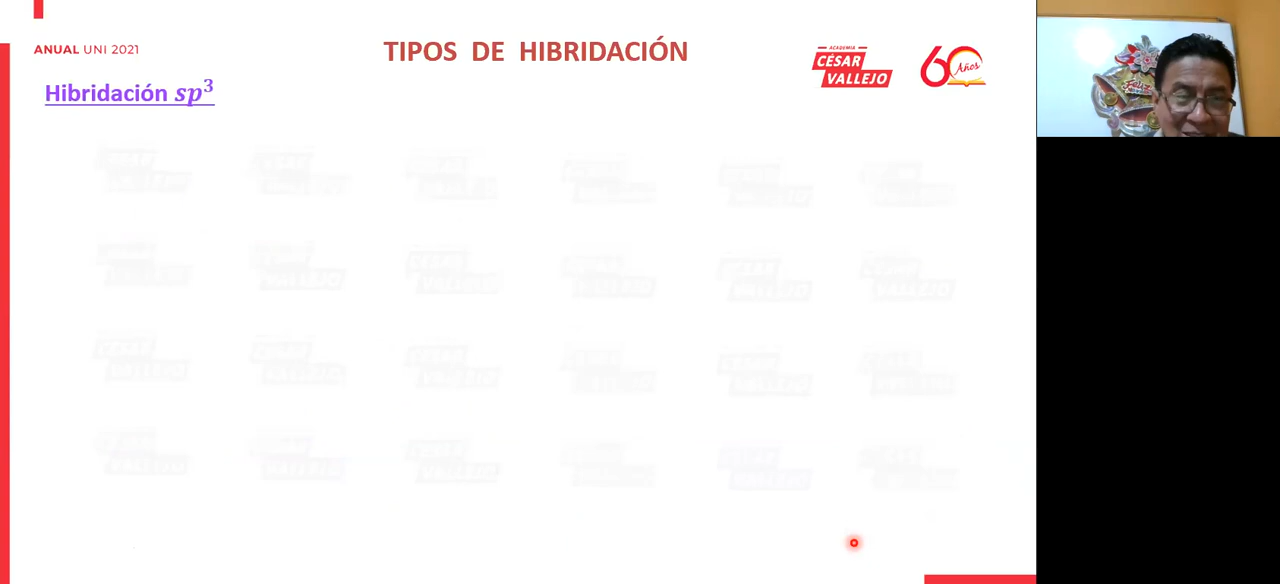 ANUAL UNI 2021
TIPOS DE HIBRIDACIÓN
ACADEMIA
CÉSAR
VALLEJO
60
Años
Hibridación sp³